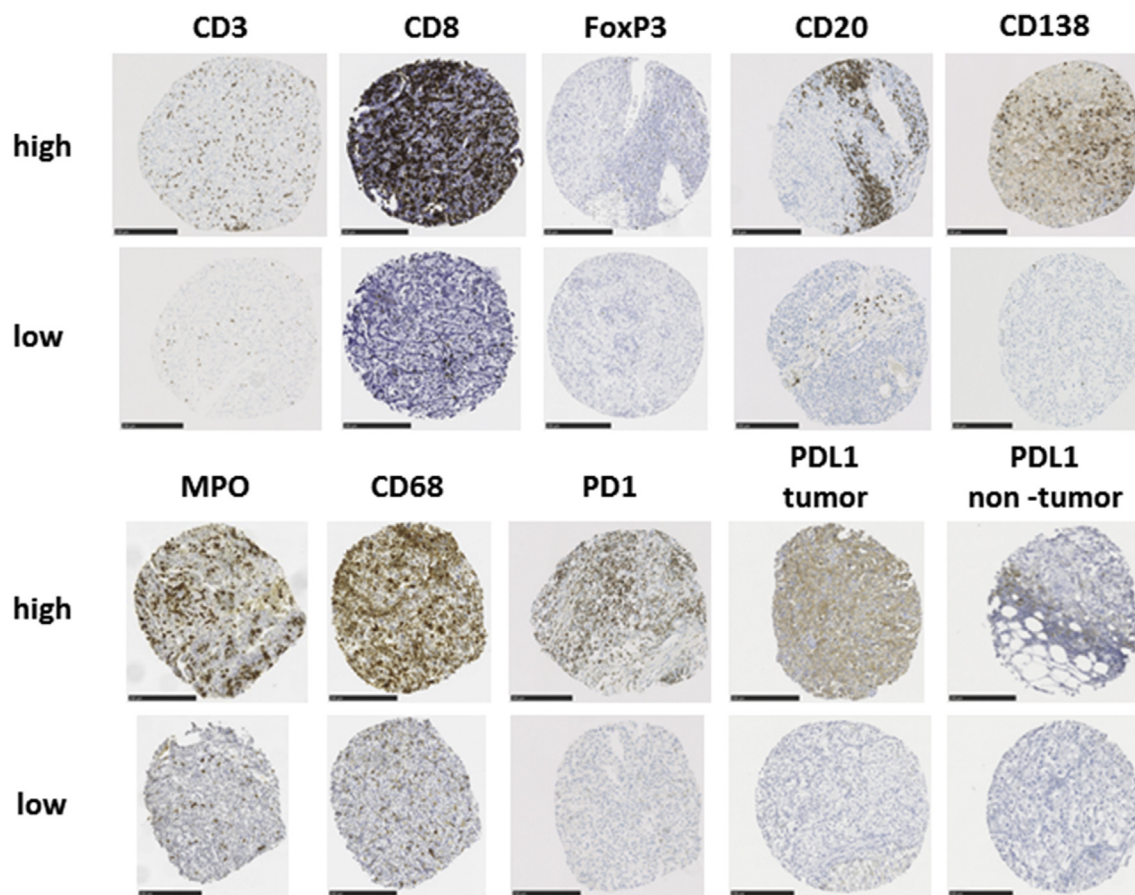 CD3 CD8 FoxP3 CD20 CD138
high
low
MPO CD68 PD1 PDL1 tumor PDL1 non -tumor
high
low